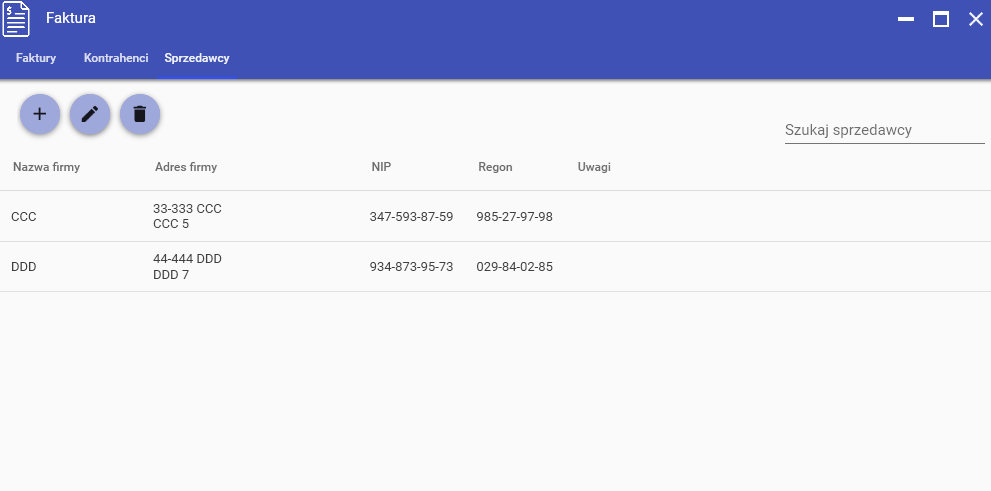 Faktura
Faktury Kontrahenci Sprzedawcy
Szukaj sprzedawcy
Nazwa firmy Adres firmy NIP Regon Uwagi
CCC 33-333 CCC 347-593-87-59 985-27-97-98
CCC 5
DDD 44-444 DDD 934-873-95-73 029-84-02-85
DDD 7